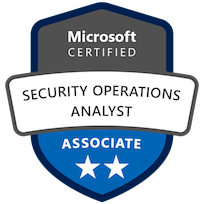 Microsoft
CERTIFIED
SECURITY OPERATIONS
ANALYST
ASSOCIATE